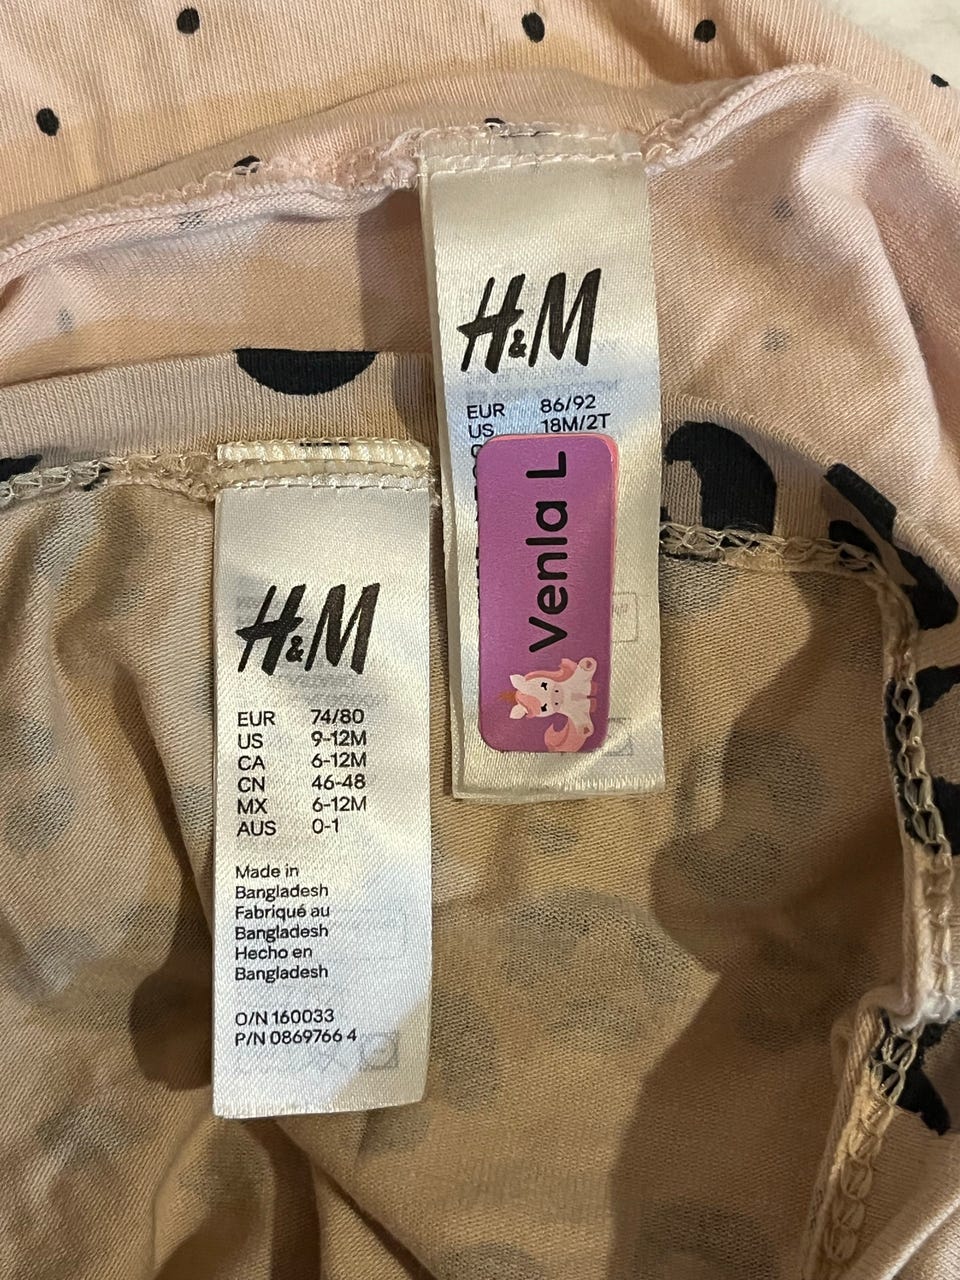 H&M
EUR 86/92
US 18M/2T
Venla L
H&M
EUR 74/80
US 9-12M
CA 6-12M
CN 46-48
MX 6-12M
AUS 0-1
Made in
Bangladesh
Fabriqué au
Bangladesh
Hecho en
Bangladesh
O/N 160033
P/N 0869766 4